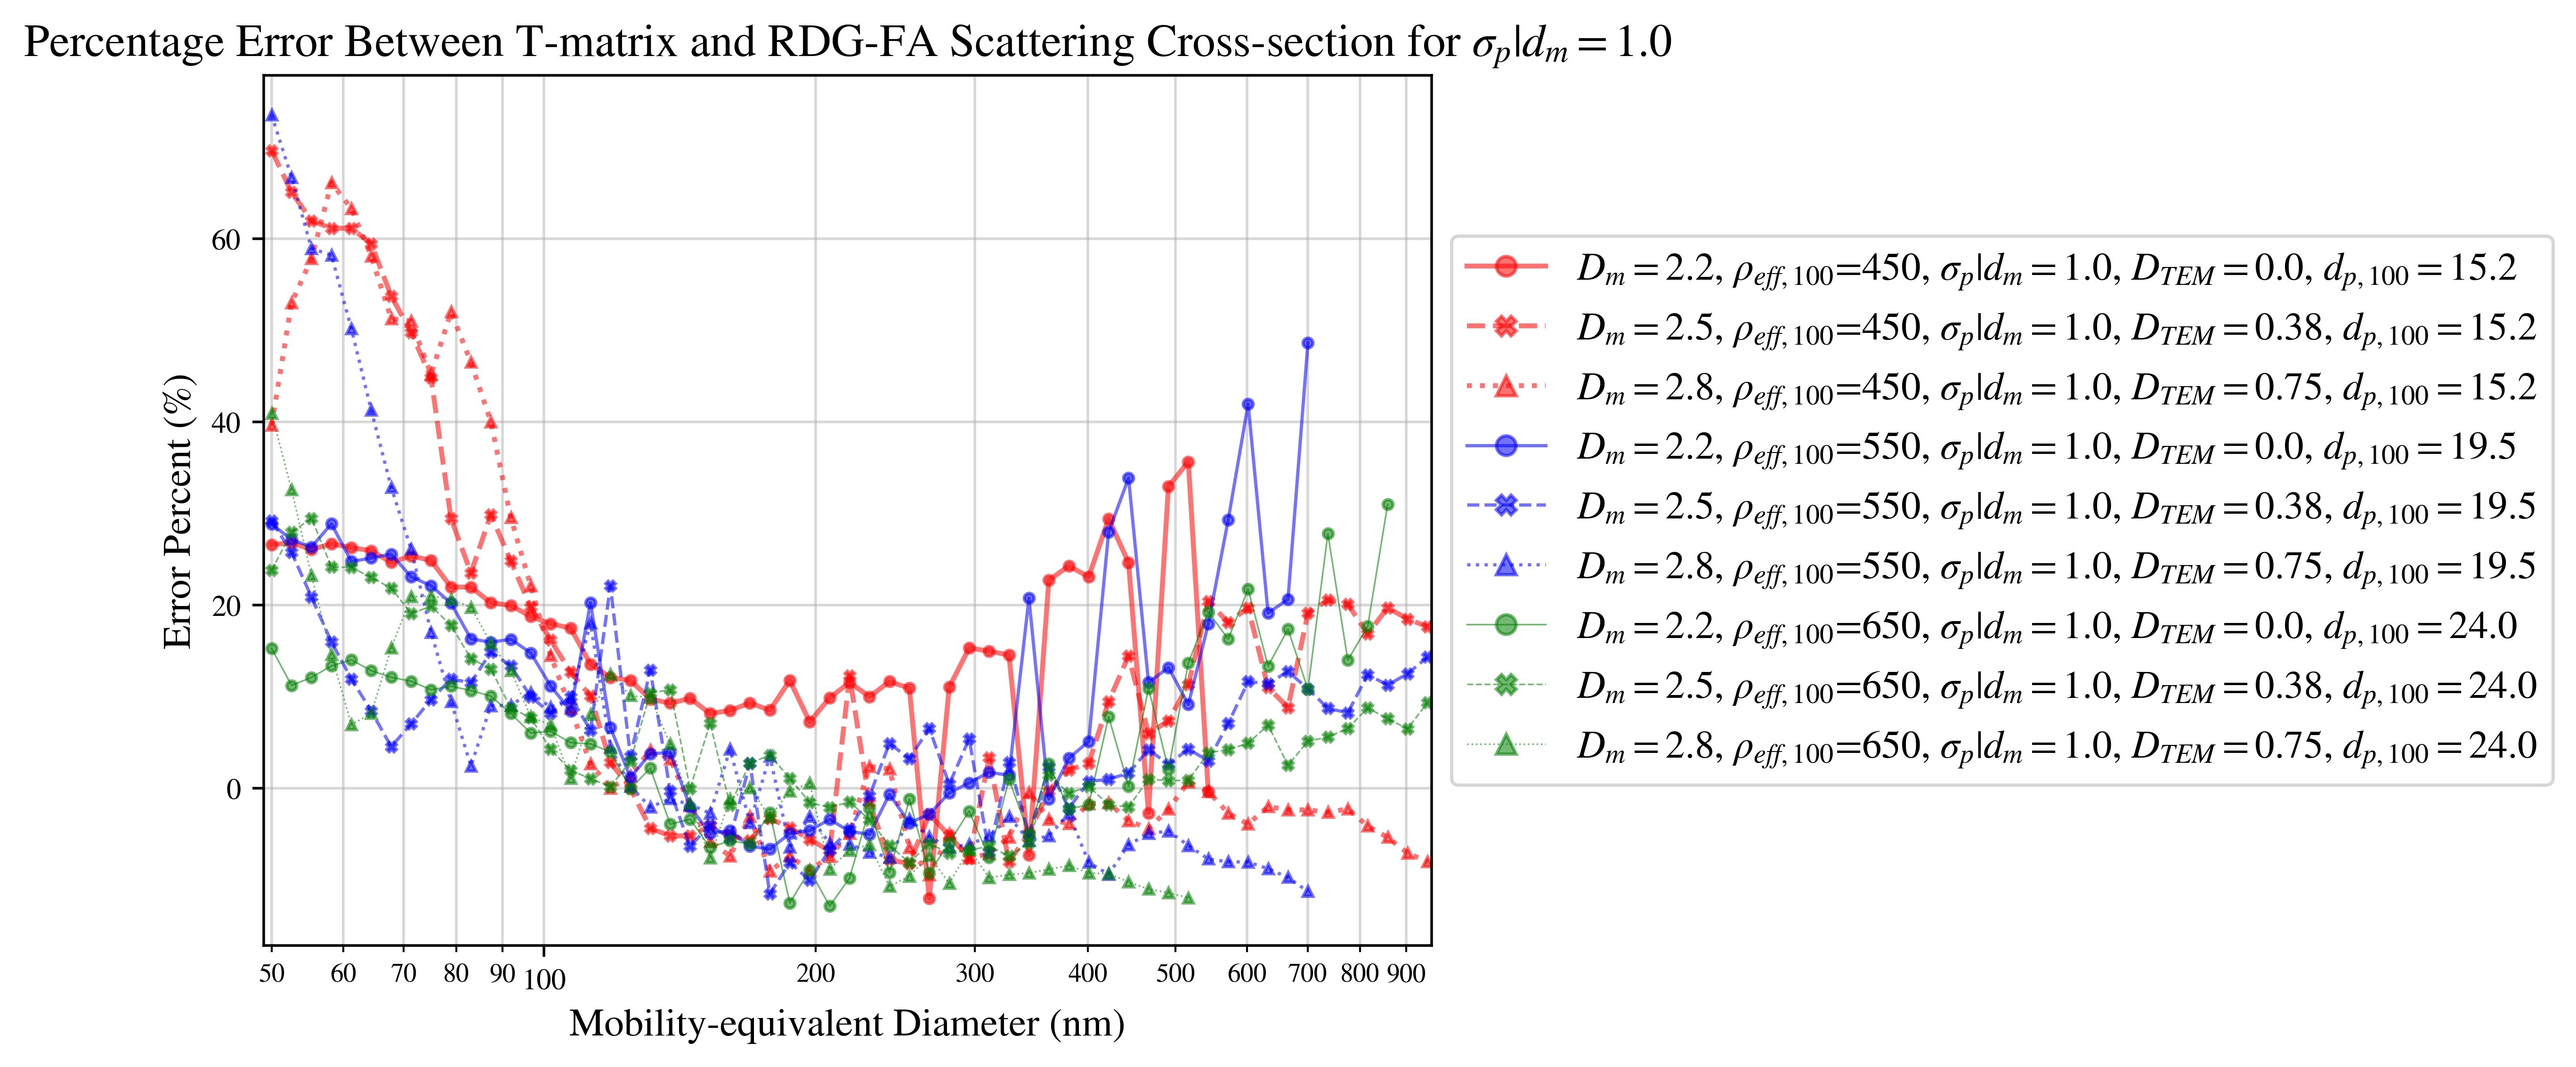 Percentage Error Between T-matrix and RDG-FA Scattering Cross-section for σp|dm = 1.0
Error Percent (%)
60
40
20
0
50 60 70 80 90 100 200 300 400 500 600 700 800 900
Mobility-equivalent Diameter (nm)
Dm = 2.2, ρeff,100=450, σp|dm = 1.0, DTEM = 0.0, dp,100 = 15.2
Dm = 2.5, ρeff,100=450, σp|dm = 1.0, DTEM = 0.38, dp,100 = 15.2
Dm = 2.8, ρeff,100=450, σp|dm = 1.0, DTEM = 0.75, dp,100 = 15.2
Dm = 2.2, ρeff,100=550, σp|dm = 1.0, DTEM = 0.0, dp,100 = 19.5
Dm = 2.5, ρeff,100=550, σp|dm = 1.0, DTEM = 0.38, dp,100 = 19.5
Dm = 2.8, ρeff,100=550, σp|dm = 1.0, DTEM = 0.75, dp,100 = 19.5
Dm = 2.2, ρeff,100=650, σp|dm = 1.0, DTEM = 0.0, dp,100 = 24.0
Dm = 2.5, ρeff,100=650, σp|dm = 1.0, DTEM = 0.38, dp,100 = 24.0
Dm = 2.8, ρeff,100=650, σp|dm = 1.0, DTEM = 0.75, dp,100 = 24.0